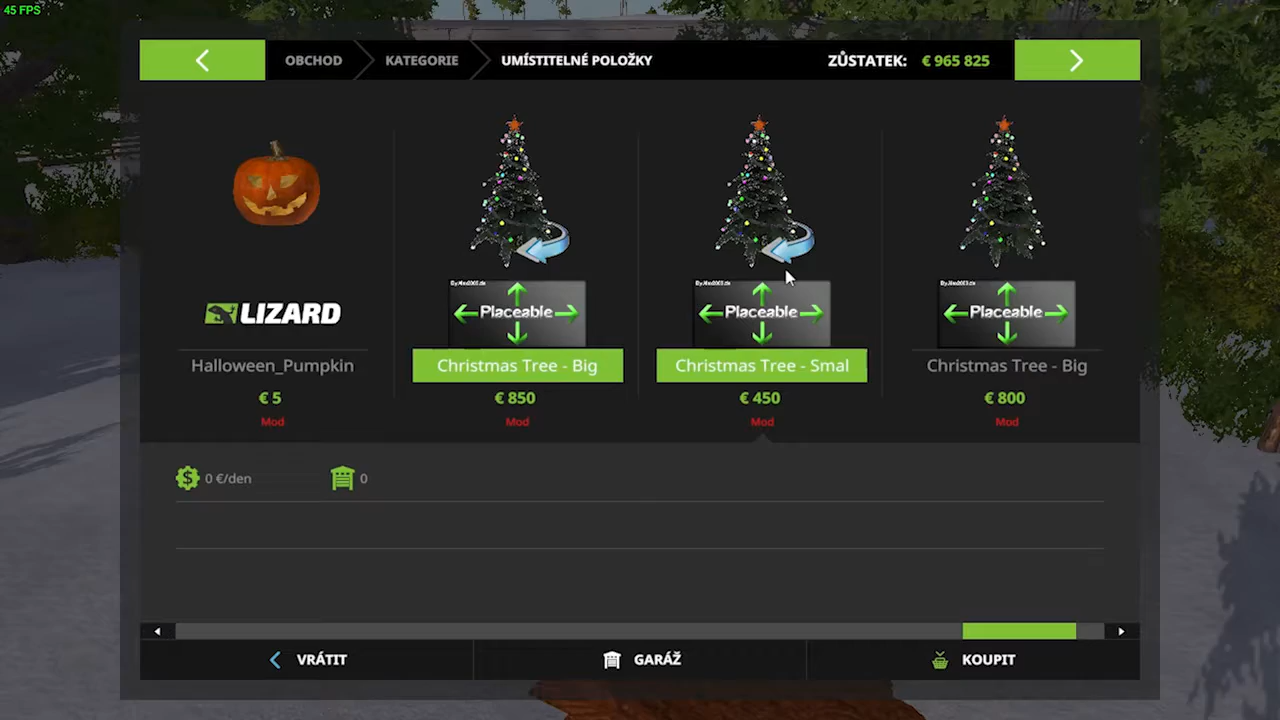 45 FPS
OBCHOD KATEGORIE UMÍSTITELNÉ POLOŽKY ZŮSTATEK: € 965 825
LIZARD
Placeable
Placeable
Placeable
Halloween_Pumpkin
Christmas Tree - Big
Christmas Tree - Smal
Christmas Tree - Big
€ 5
€ 850
€ 450
€ 800
Mod
Mod
Mod
Mod
0 €/den
0
VRÁTIT
GARÁŽ
KOUPIT